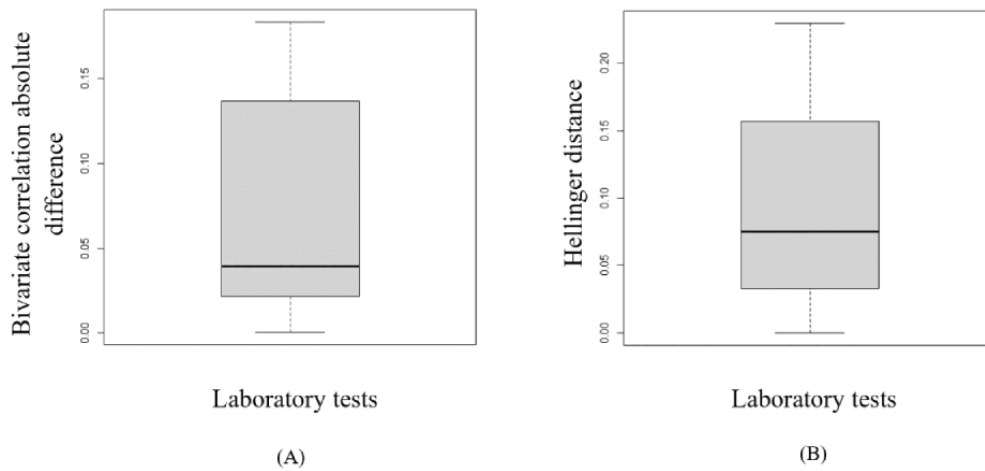 Bivariate correlation absolute
difference
0.15
0.10
0.05
0.00
Laboratory tests
(A)
Hellinger distance
0.20
0.15
0.10
0.05
0.00
Laboratory tests
(B)